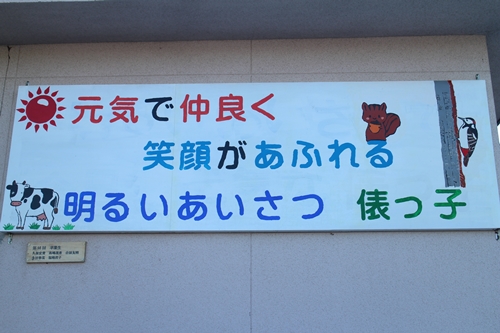 元気で仲良く
笑顔があふれる
明るいあいさつ 俵っ子